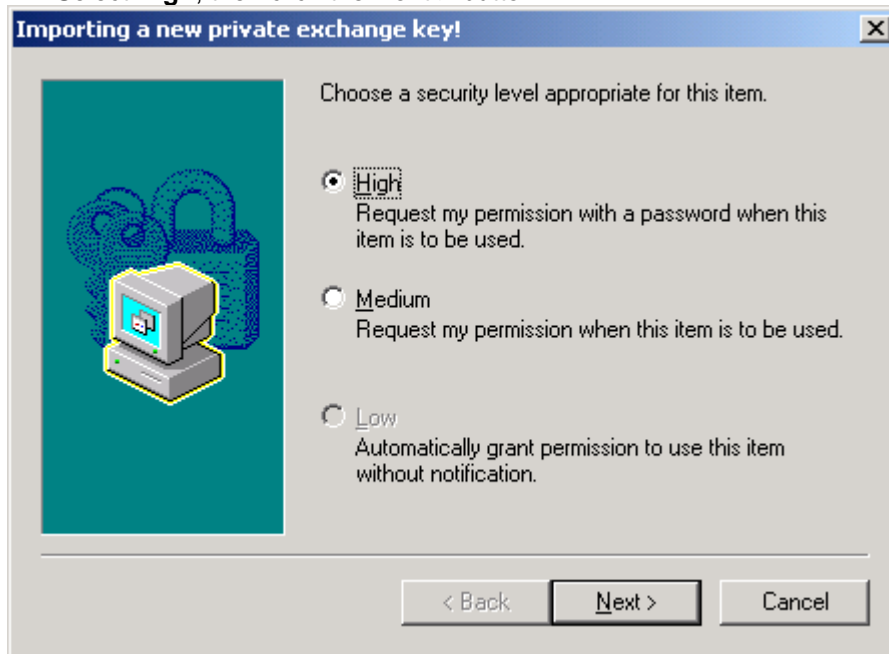 Importing a new private exchange key!
Choose a security level appropriate for this item.
High
Request my permission with a password when this
item is to be used.
Medium
Request my permission when this item is to be used.
Low
Automatically grant permission to use this item
without notification.
< Back
Next >
Cancel